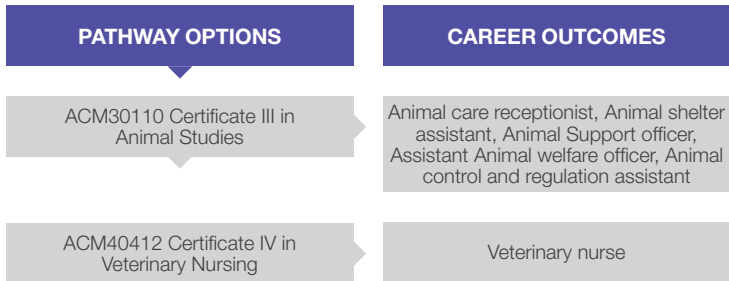 PATHWAY OPTIONS
CAREER OUTCOMES
ACM30110 Certificate III in
Animal Studies
Animal care receptionist, Animal shelter
assistant, Animal Support officer,
Assistant Animal welfare officer, Animal
control and regulation assistant
ACM40412 Certificate IV in
Veterinary Nursing
Veterinary nurse